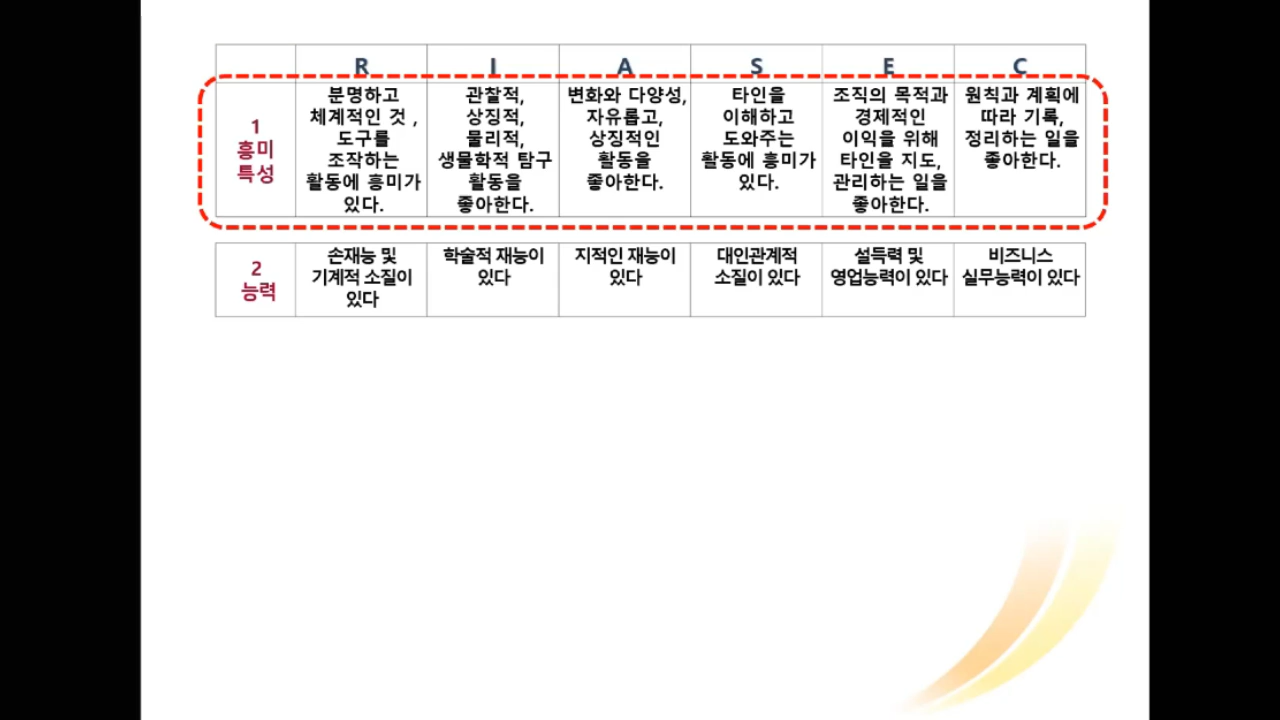 R I A S E C
1
흥미
특성
분명하고
체계적인 것 ,
도구를
조작하는
활동에 흥미가
있다.
관찰적,
상징적,
물리적,
생물학적 탐구
활동을
좋아한다.
변화와 다양성,
자유롭고,
상징적인
활동을
좋아한다.
타인을
이해하고
도와주는
활동에 흥미가
있다.
조직의 목적과
경제적인
이익을 위해
타인을 지도,
관리하는 일을
좋아한다.
원칙과 계획에
따라 기록,
정리하는 일을
좋아한다.
2
능력
손재능 및
기계적 소질이
있다
학술적 재능이
있다
지적인 재능이
있다
대인관계적
소질이 있다
설득력 및
영업능력이 있다
비즈니스
실무능력이 있다